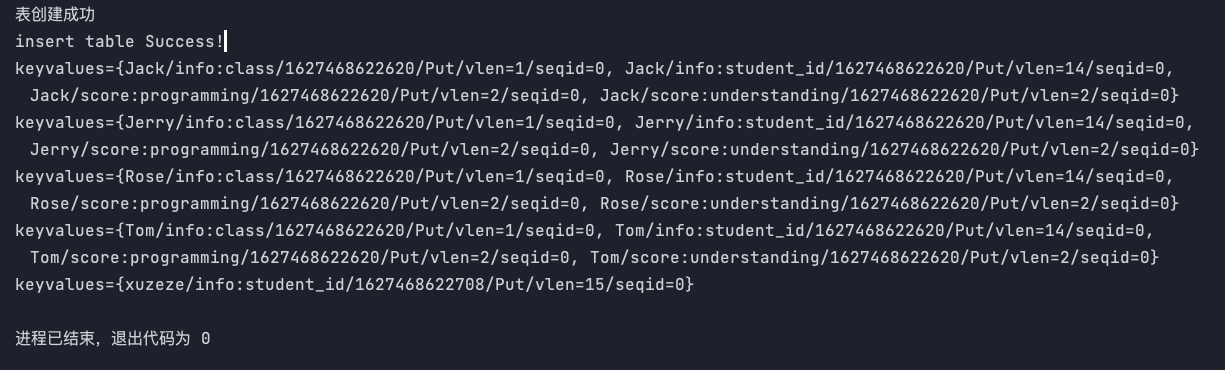 表创建成功
insert table Success!
keyvalues={Jack/info:class/1627468622620/Put/vlen=1/seqid=0, Jack/info:student_id/1627468622620/Put/vlen=14/seqid=0,
Jack/score:programming/1627468622620/Put/vlen=2/seqid=0, Jack/score:understanding/1627468622620/Put/vlen=2/seqid=0}
keyvalues={Jerry/info:class/1627468622620/Put/vlen=1/seqid=0, Jerry/info:student_id/1627468622620/Put/vlen=14/seqid=0,
Jerry/score:programming/1627468622620/Put/vlen=2/seqid=0, Jerry/score:understanding/1627468622620/Put/vlen=2/seqid=0}
keyvalues={Rose/info:class/1627468622620/Put/vlen=1/seqid=0, Rose/info:student_id/1627468622620/Put/vlen=14/seqid=0,
Rose/score:programming/1627468622620/Put/vlen=2/seqid=0, Rose/score:understanding/1627468622620/Put/vlen=2/seqid=0}
keyvalues={Tom/info:class/1627468622620/Put/vlen=1/seqid=0, Tom/info:student_id/1627468622620/Put/vlen=14/seqid=0,
Tom/score:programming/1627468622620/Put/vlen=2/seqid=0, Tom/score:understanding/1627468622620/Put/vlen=2/seqid=0}
keyvalues={xuzeze/info:student_id/1627468622708/Put/vlen=15/seqid=0}
进程已结束，退出代码为 0